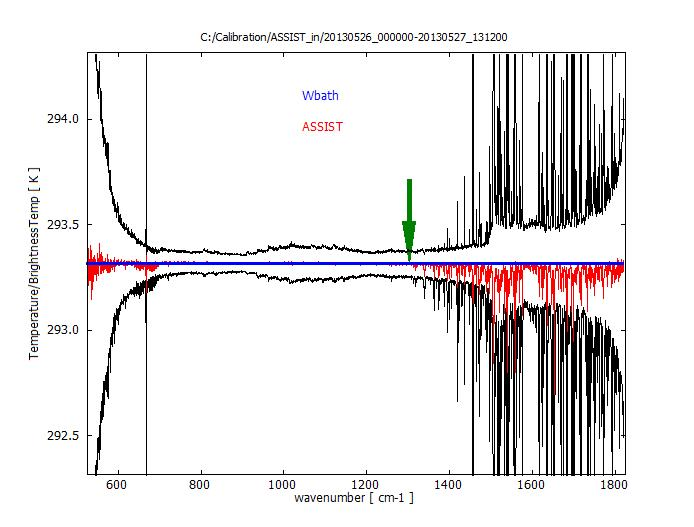 C:/Calibration/ASSIST_in/20130526_000000-20130527_131200
Wbath
ASSIST
294.0
293.5
293.0
292.5
Temperature/BrightnessTemp [ K ]
600 800 1000 1200 1400 1600 1800
wavenumber [ cm-1 ]